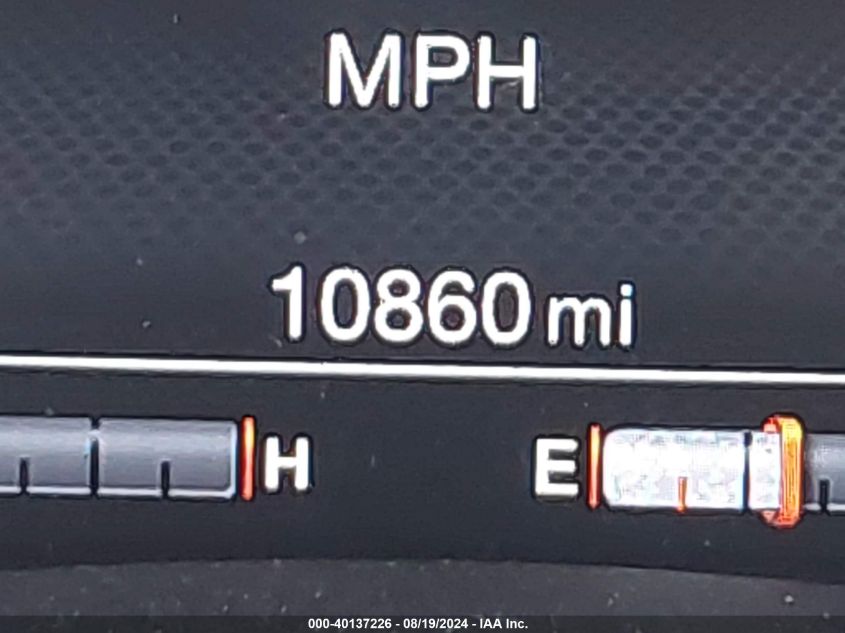 MPH
10860 mi
H E
000-40137226 - 08/19/2024 - IAA Inc.